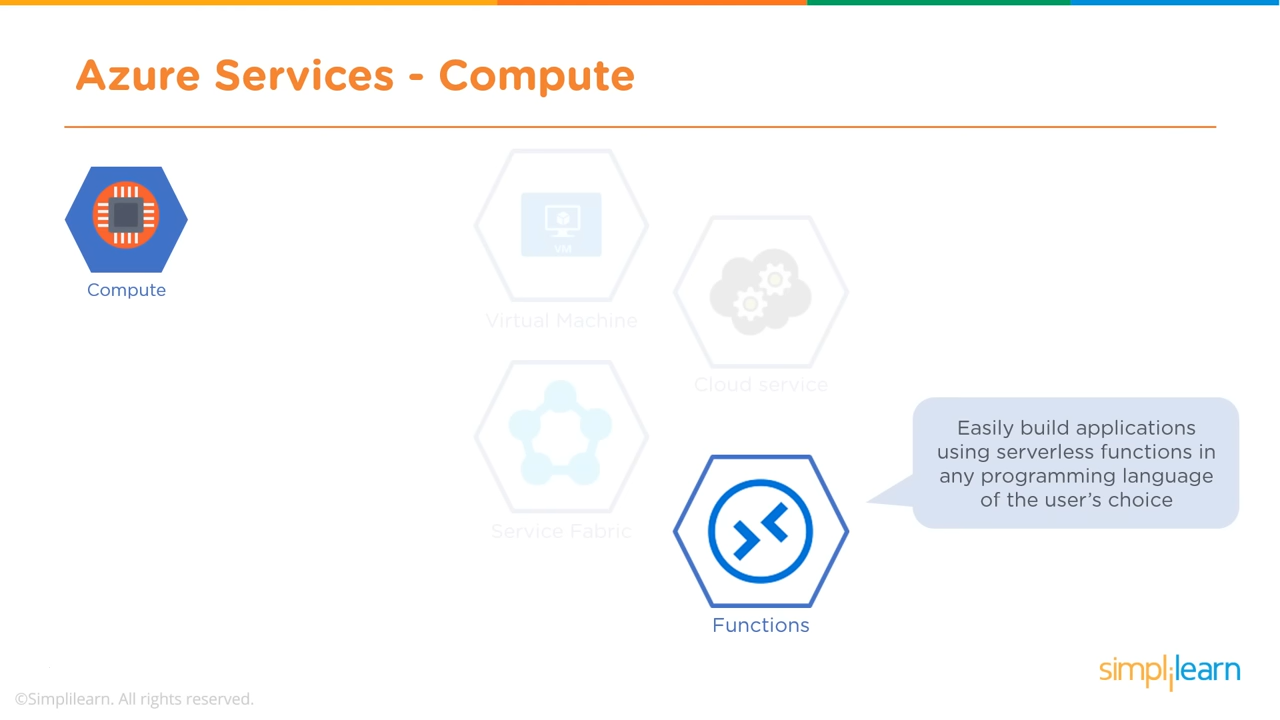 Azure Services - Compute
Compute
VM
Virtual Machine
Cloud service
Service Fabric
Easily build applications
using serverless functions in
any programming language
of the user's choice
Functions
simplilearn
©Simplilearn. All rights reserved.